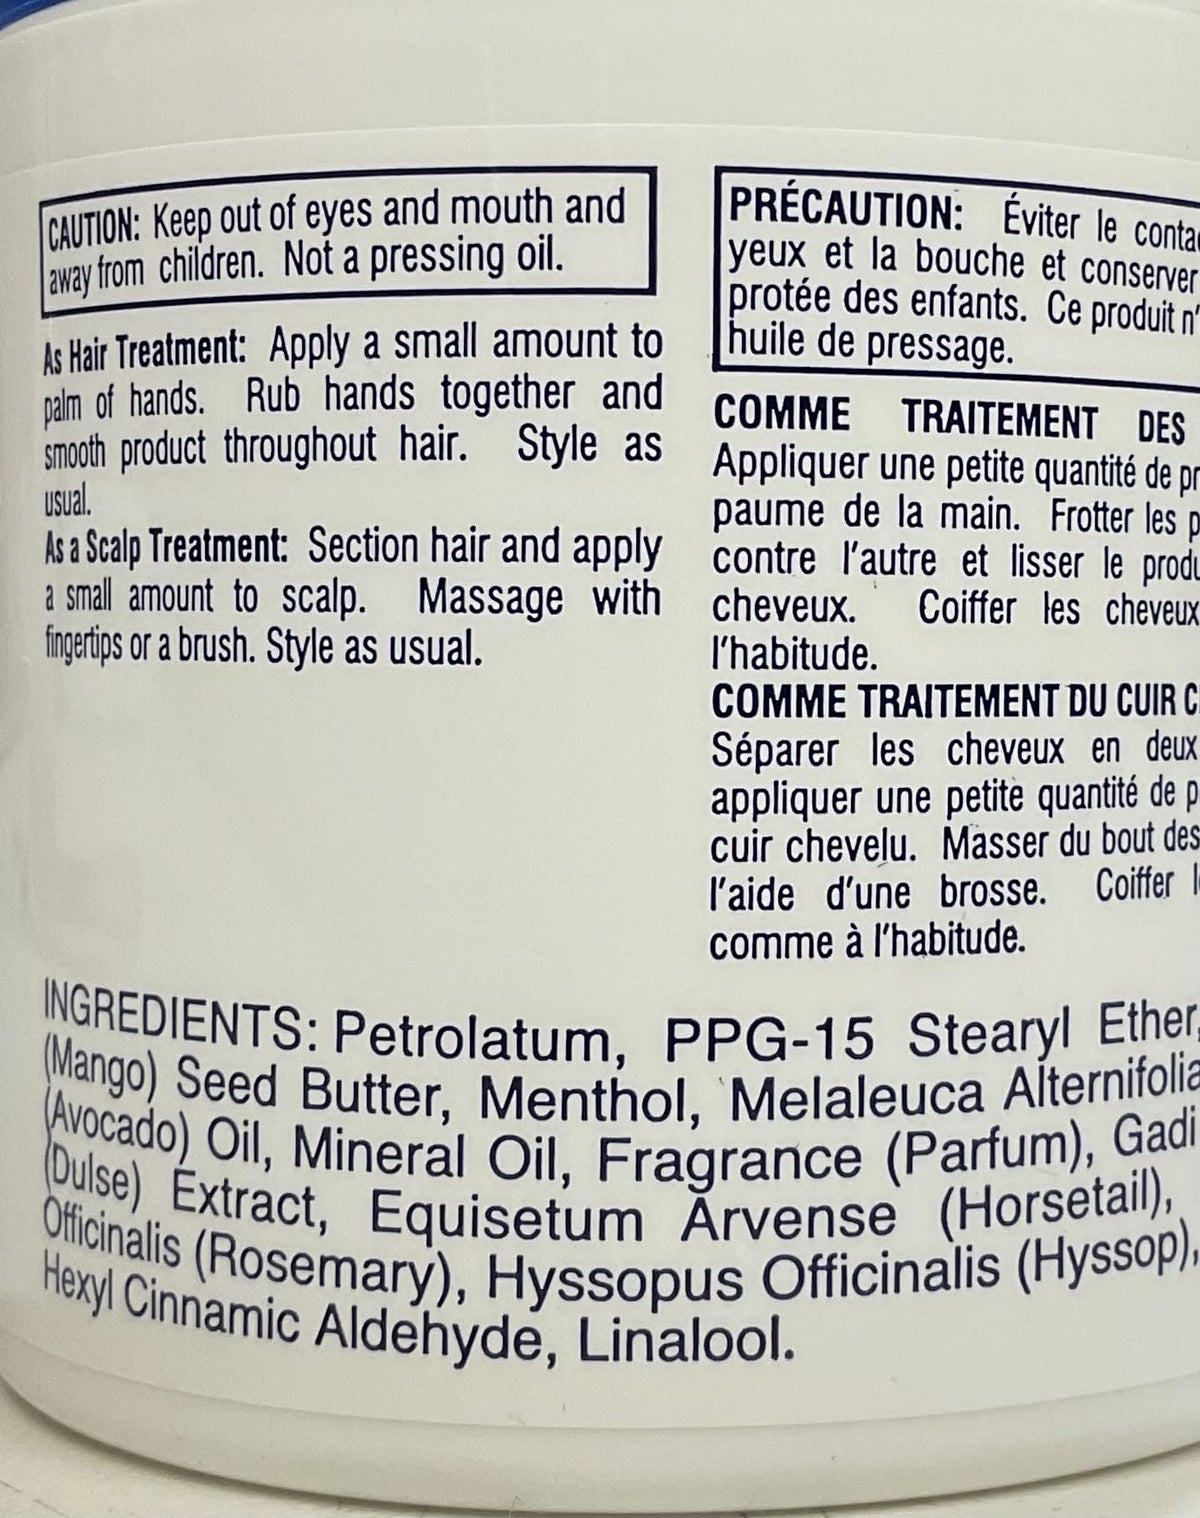 CAUTION: Keep out of eyes and mouth and
away from children. Not a pressing oil.
As Hair Treatment: Apply a small amount to
palm of hands. Rub hands together and
smooth product throughout hair. Style as
usual.
As a Scalp Treatment: Section hair and apply
a small amount to scalp. Massage with
fingertips or a brush. Style as usual.
PRÉCAUTION: Éviter le
yeux et la bouche et conserver
protée des enfants. Ce produit
huile de pressage.
COMME TRAITEMENT DES
Appliquer une petite quantité de
paume de la main. Frotter les
contre l'autre et lisser le
cheveux. Coiffer les cheveux
l'habitude.
COMME TRAITEMENT DU CUIR
Séparer les cheveux en deux
appliquer une petite quantité de
cuir chevelu. Masser du bout des
l'aide d'une brosse. Coiffer
comme à l'habitude.
INGREDIENTS: Petrolatum, PPG-15 Stearyl Ether,
(Mango) Seed Butter, Menthol, Melaleuca Alternifolia
(Avocado) Oil, Mineral Oil, Fragrance (Parfum), Gadi
(Dulse) Extract, Equisetum Arvense (Horsetail),
Officinalis (Rosemary), Hyssopus Officinalis (Hyssop),
Hexyl Cinnamic Aldehyde, Linalool.